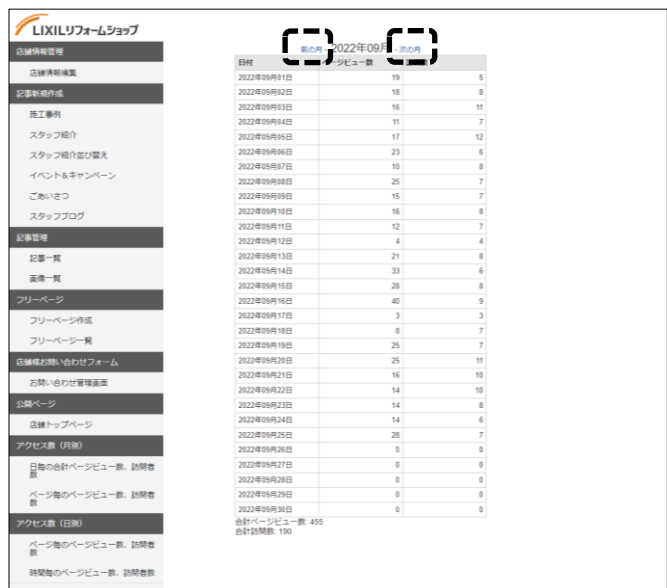 LIXILリフォームショップ
店舗情報管理
店舗情報編集
記事新規作成
施工事例
スタッフ紹介
スタッフ紹介並び替え
イベント&キャンペーン
ごあいさつ
スタッフブログ
記事管理
記事一覧
画像一覧
フリーページ
フリーページ作成
フリーページ一覧
店舗様お問い合わせフォーム
お問い合わせ管理画面
公開ページ
店舗トップページ
アクセス数(月別)
日毎の合計ページビュー数、訪問者
数
ページ毎のページビュー数、訪問者
数
アクセス数(日別)
ページ毎のページビュー数、訪問者
数
時間毎のページビュー数、訪問者数
前の月 - 2022年09月 - 次の月
日付 ページビュー数
2022年09月01日 19 5
2022年09月02日 18 8
2022年09月03日 16 11
2022年09月04日 11 7
2022年09月05日 17 12
2022年09月06日 23 6
2022年09月07日 10 8
2022年09月08日 25 7
2022年09月09日 15 7
2022年09月10日 16 8
2022年09月11日 12 7
2022年09月12日 4 4
2022年09月13日 21 8
2022年09月14日 33 6
2022年09月15日 28 8
2022年09月16日 40 9
2022年09月17日 3 3
2022年09月18日 8 7
2022年09月19日 25 7
2022年09月20日 25 11
2022年09月21日 16 10
2022年09月22日 14 10
2022年09月23日 14 8
2022年09月24日 14 6
2022年09月25日 28 7
2022年09月26日 0 0
2022年09月27日 0 0
2022年09月28日 0 0
2022年09月29日 0 0
2022年09月30日 0 0
合計ページビュー数: 455
合計訪問数: 190